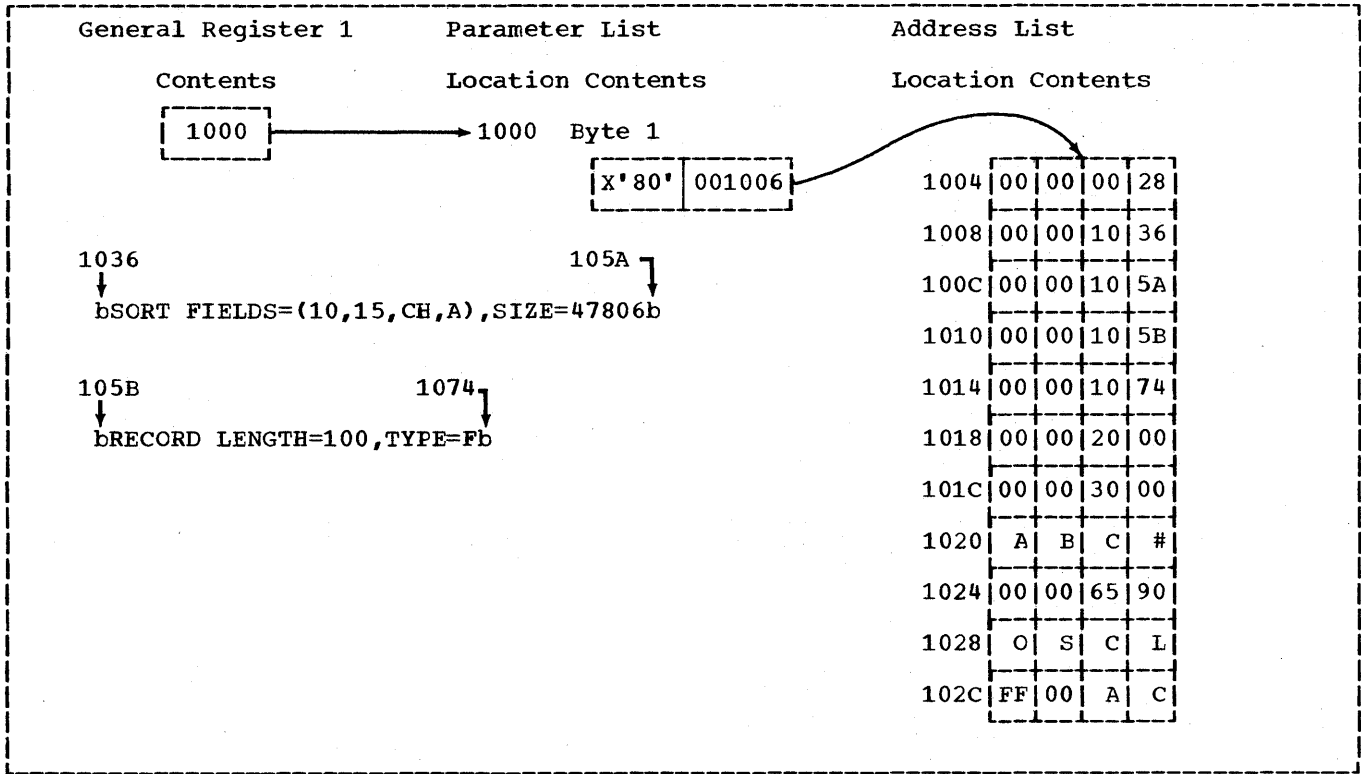 General Register 1 Parameter List Address List
Contents Location Contents Location Contents
1000 1000 Byte 1
X'80' 001006 1004 00 00 00 28
1008 00 00 10 36
1036 105A
100C 00 00 10 5A
bSORT FIELDS=(10,15,CH,A),SIZE=47806b
1010 00 00 10 5B
105B 1074 1014 00 00 10 74
bRECORD LENGTH=100,TYPE=Fb 1018 00 00 20 00
101C 00 00 30 00
1020 A B C #
1024 00 00 65 90
1028 O S C L
102C FF 00 A C